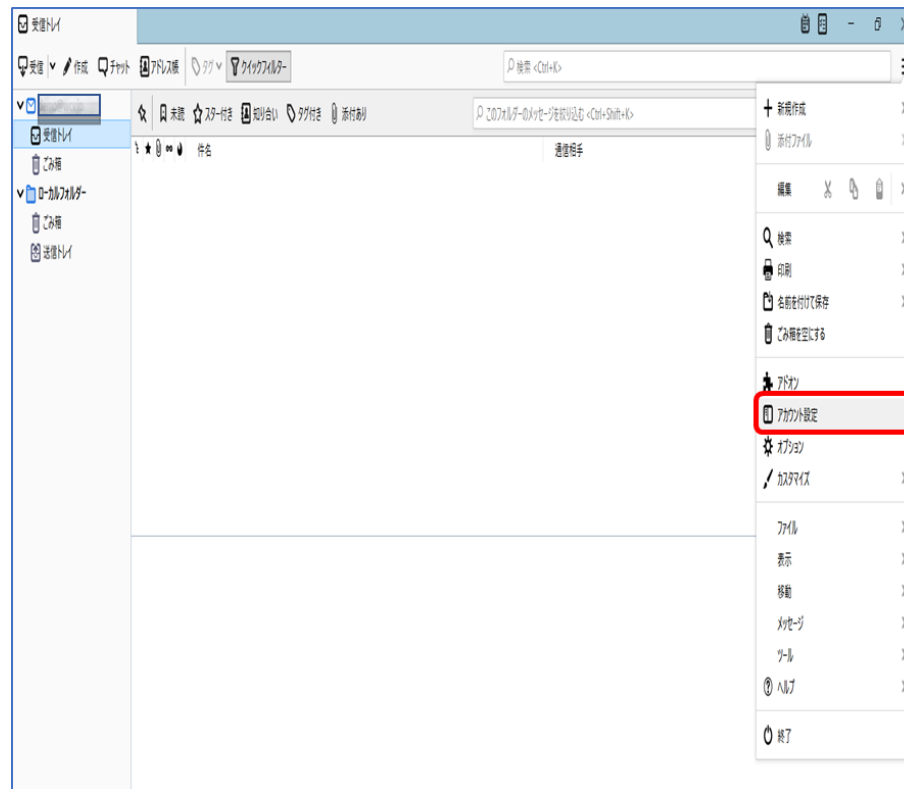 受信トレイ
受信 作成 チャット アドレス帳 タグ クイックフィルター 検索 <Ctrl+K>
未読 スター付き 知り合い タグ付き 添付あり このフォルダーのメッセージを絞り込む <Ctrl+Shift+K>
受信トレイ
ごみ箱
ローカルフォルダー
ごみ箱
送信トレイ
件名 通信相手
新規作成
添付ファイル
編集
検索
印刷
名前を付けて保存
ごみ箱を空にする
アドオン
アカウント設定
オプション
カスタマイズ
ファイル
表示
移動
メッセージ
ツール
ヘルプ
終了